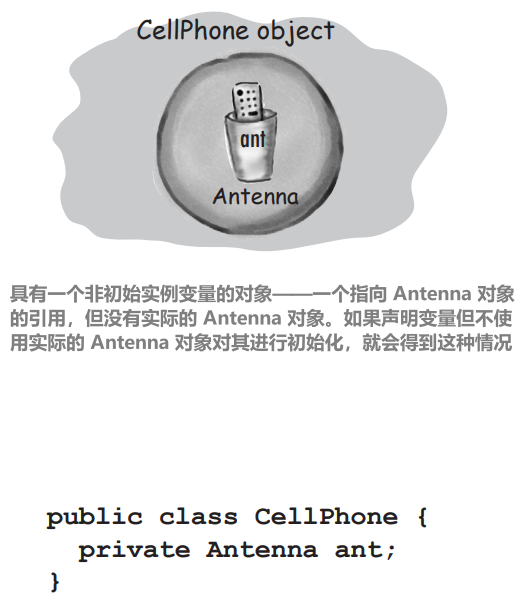 CellPhone object
ant
Antenna
具有一个非初始实例变量的对象——一个指向 Antenna 对象
的引用，但没有实际的 Antenna 对象。如果声明变量但不使
用实际的 Antenna 对象对其进行初始化，就会得到这种情况
public class CellPhone {
private Antenna ant;
}